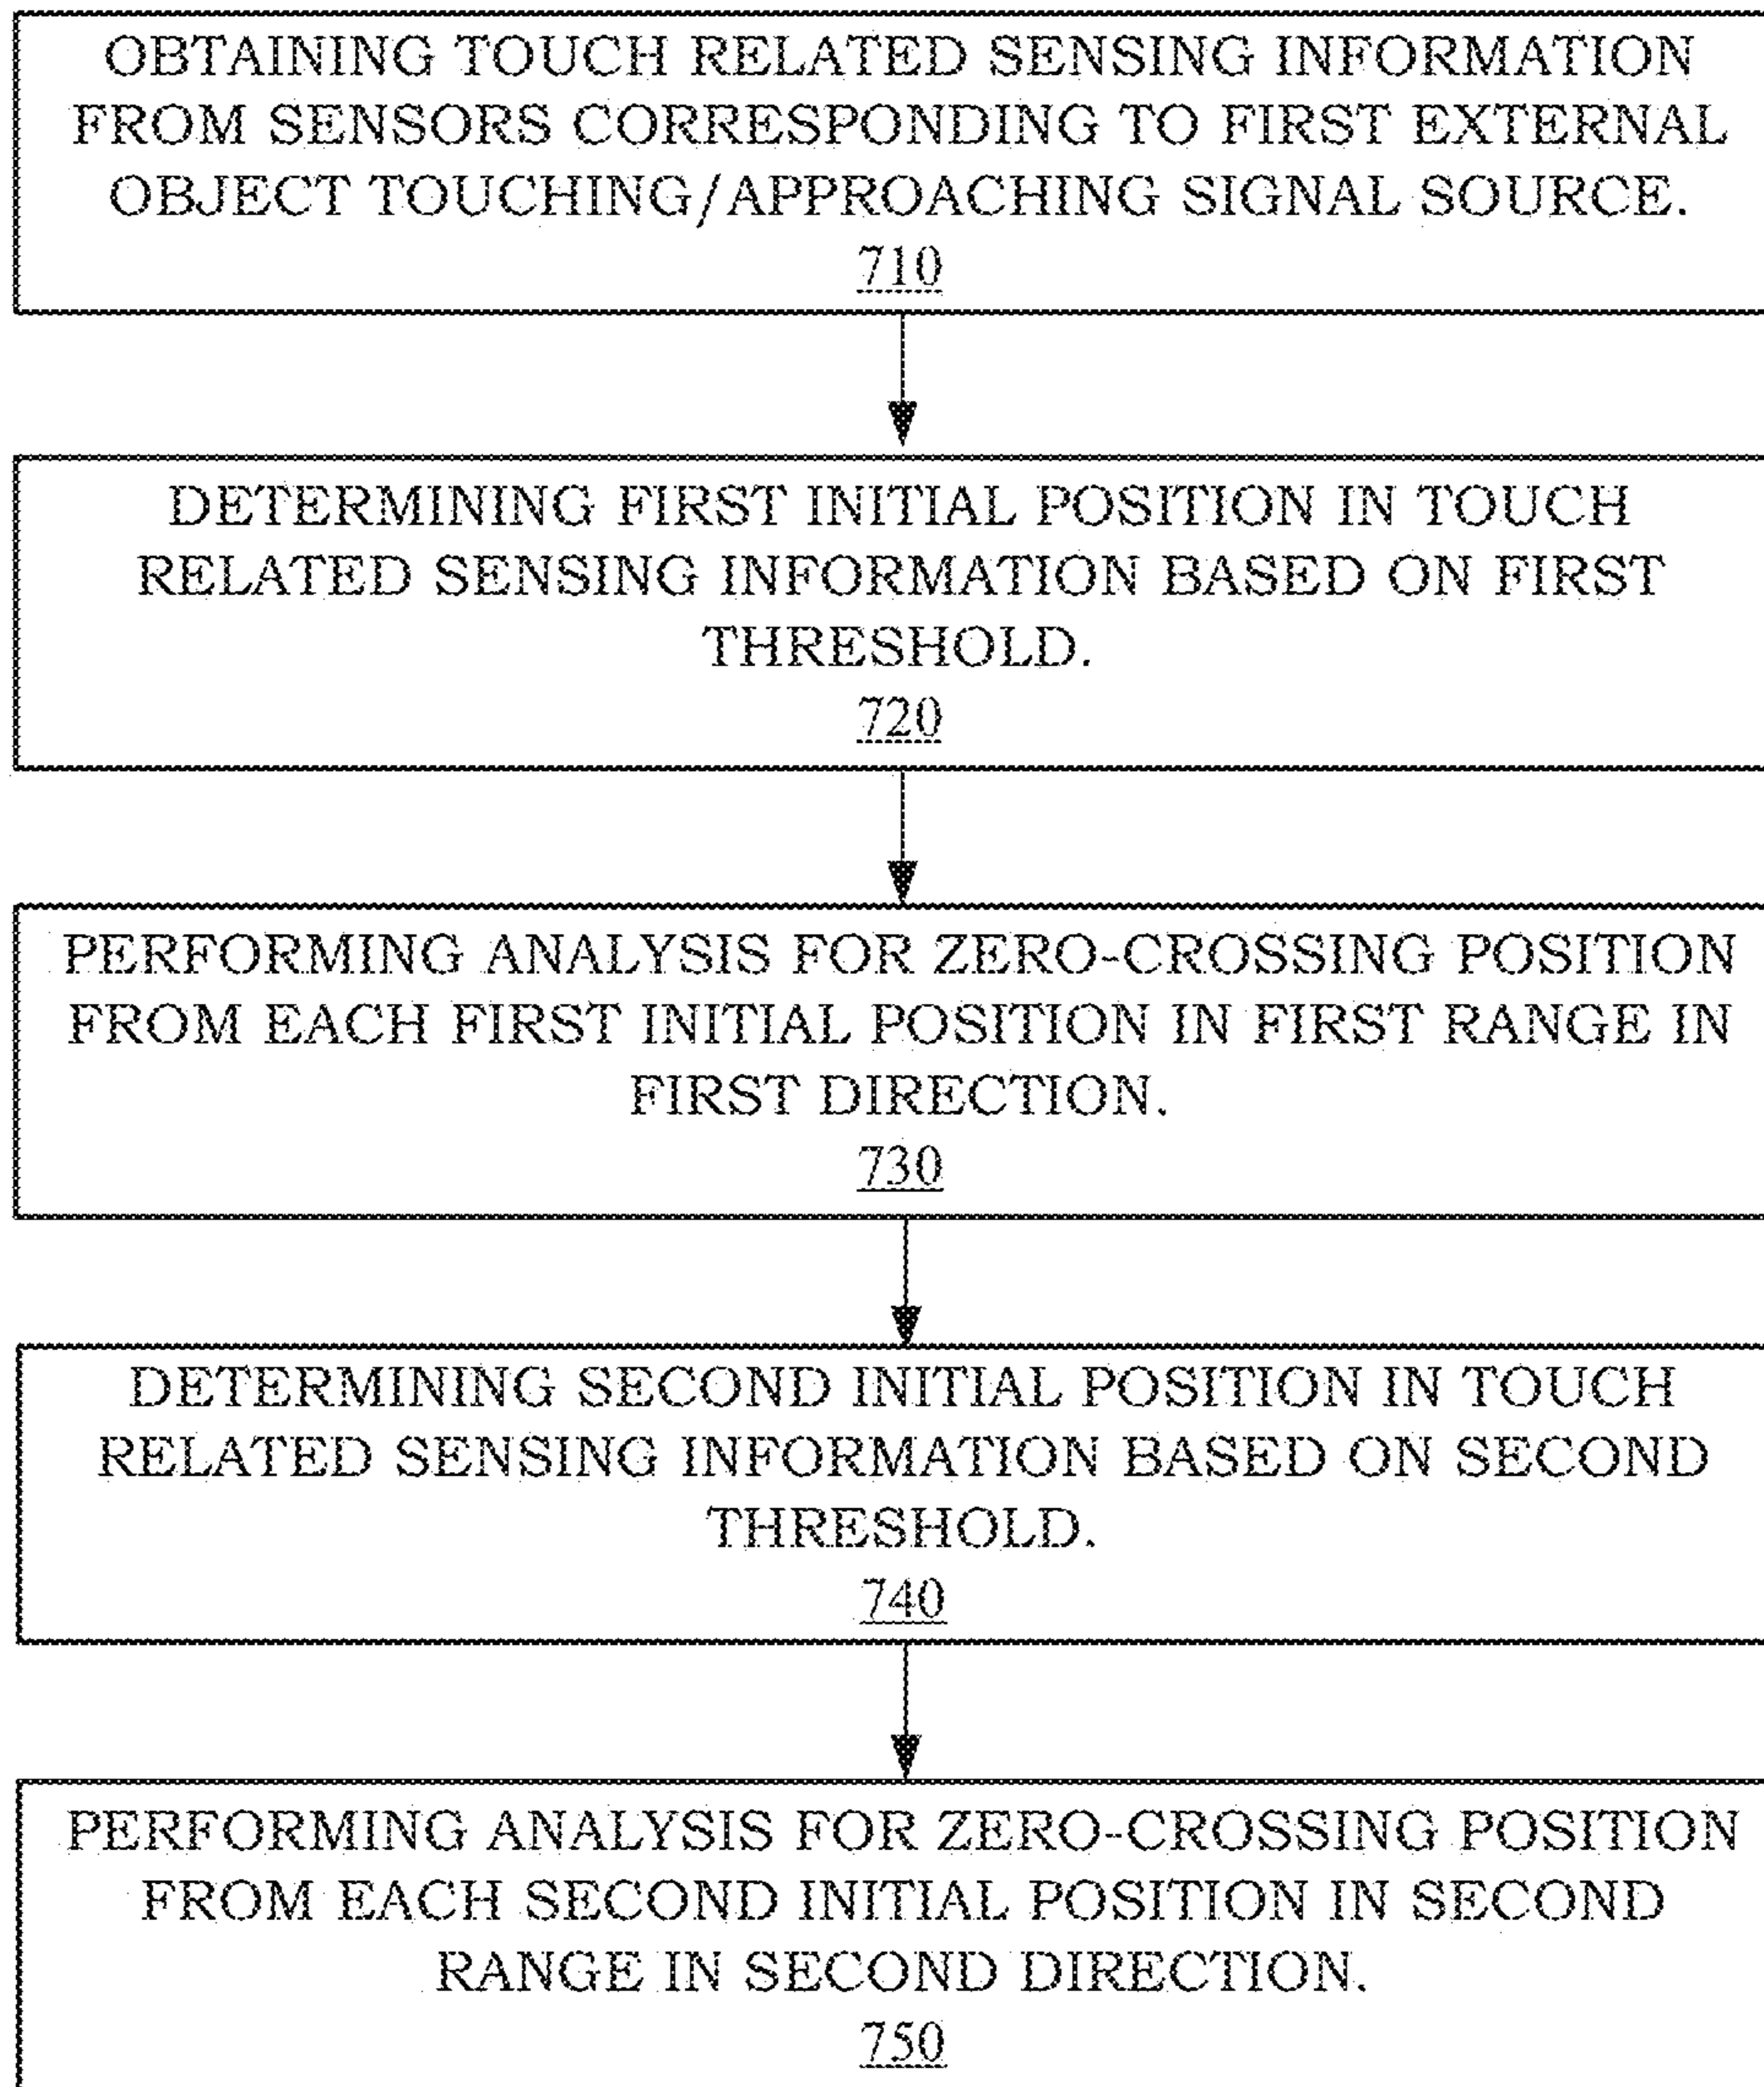 OBTAINING TOUCH RELATED SENSING INFORMATION
FROM SENSORS CORRESPONDING TO FIRST EXTERNAL
OBJECT TOUCHING/APPROACHING SIGNAL SOURCE.
710
DETERMINING FIRST INITIAL POSITION IN TOUCH
RELATED SENSING INFORMATION BASED ON FIRST
THRESHOLD.
720
PERFORMING ANALYSIS FOR ZERO-CROSSING POSITION
FROM EACH FIRST INITIAL POSITION IN FIRST RANGE IN
FIRST DIRECTION.
730
DETERMINING SECOND INITIAL POSITION IN TOUCH
RELATED SENSING INFORMATION BASED ON SECOND
THRESHOLD.
740
PERFORMING ANALYSIS FOR ZERO-CROSSING POSITION
FROM EACH SECOND INITIAL POSITION IN SECOND
RANGE IN SECOND DIRECTION.
750